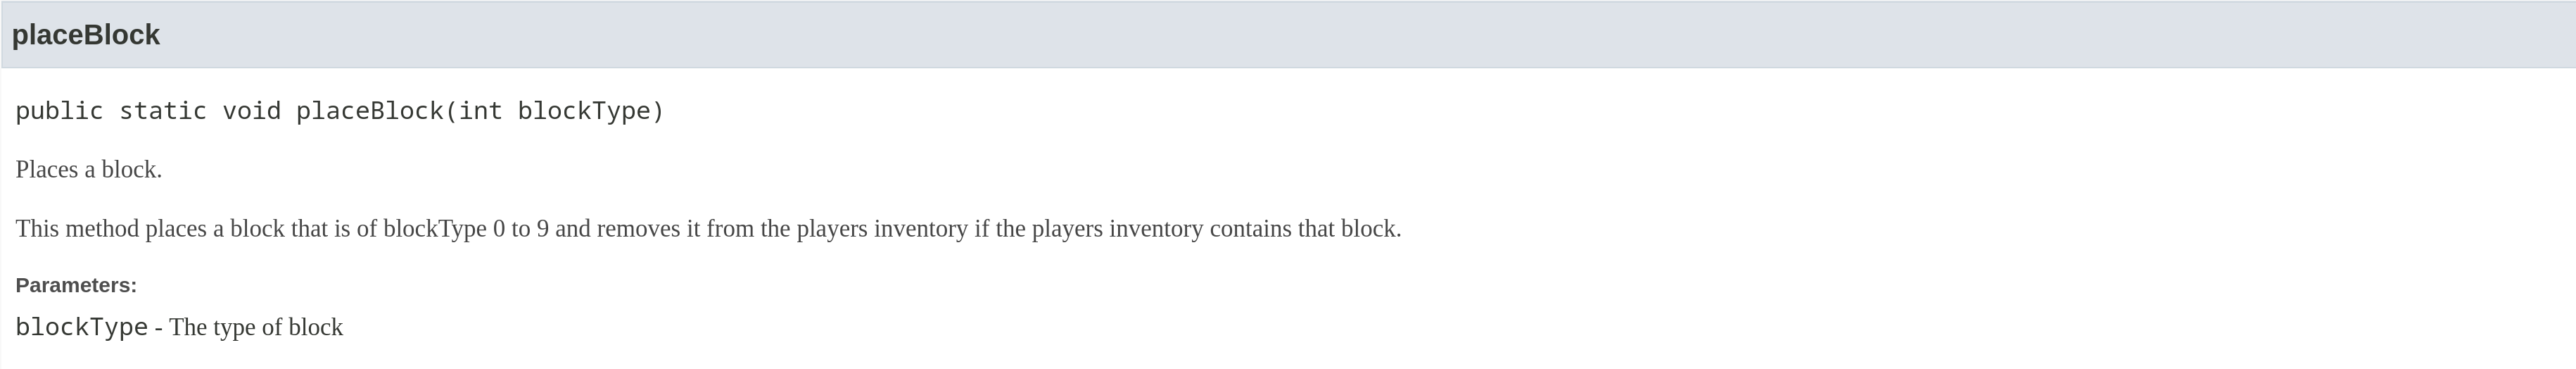 placeBlock
public static void placeBlock(int blockType)
Places a block.
This method places a block that is of blockType 0 to 9 and removes it from the players inventory if the players inventory contains that block.
Parameters:
blockType - The type of block